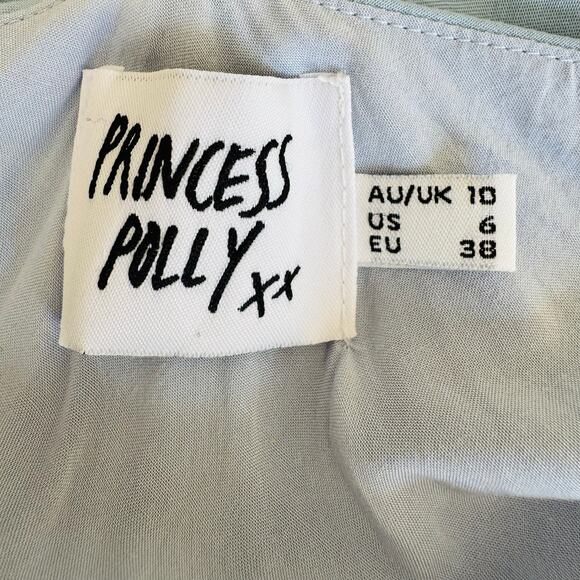 PRINCESS
POLLY xx
AU/UK 10
US 6
EU 38